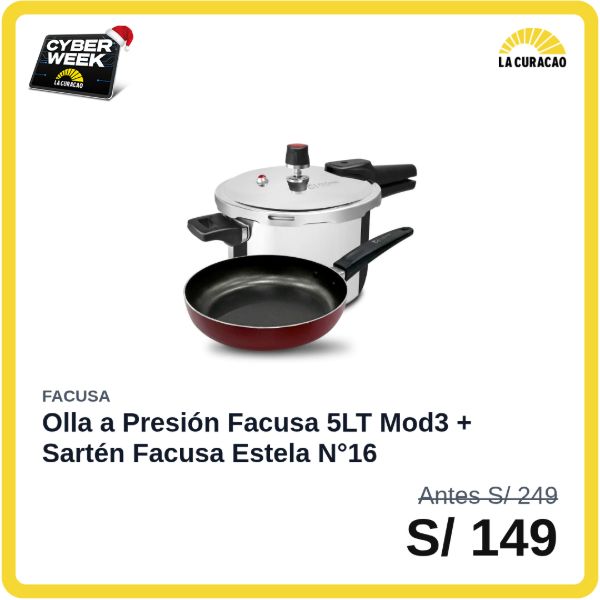 CYBER
WEEK
LA CURACAO
LA CURACAO
FACUSA
Olla a Presión Facusa 5LT Mod3 +
Sartén Facusa Estela N°16
Antes S/ 249
S/ 149